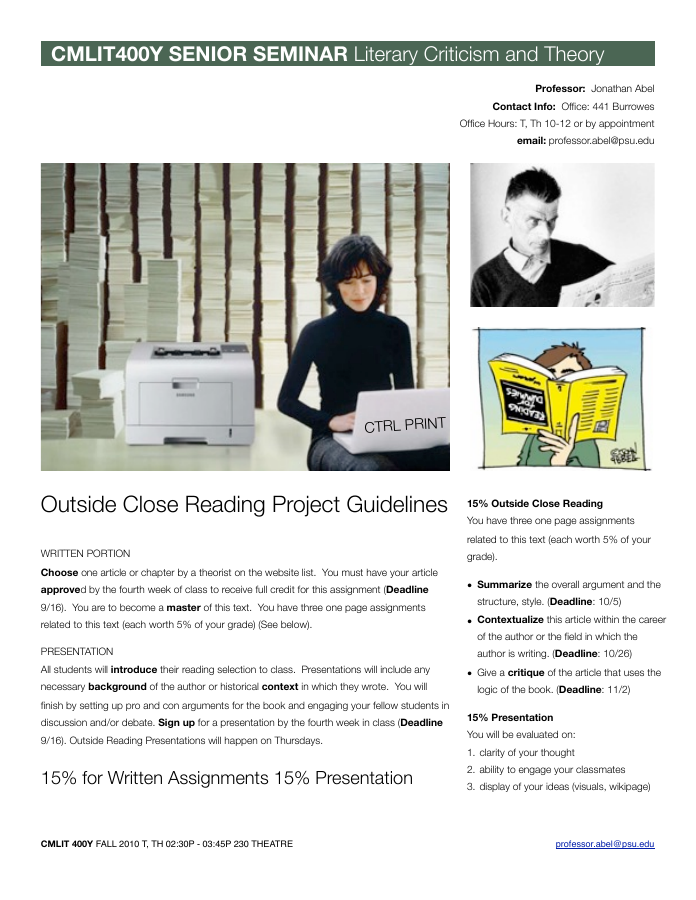 CMLIT400Y SENIOR SEMINAR Literary Criticism and Theory
Professor: Jonathan Abel
Contact Info: Office: 441 Burrowes
Office Hours: T, Th 10-12 or by appointment
email: professor.abel@psu.edu
SAMSUNG
CTRL PRINT
READING
FOR
DUMMIES
Outside Close Reading Project Guidelines
WRITTEN PORTION
Choose one article or chapter by a theorist on the website list. You must have your article
approved by the fourth week of class to receive full credit for this assignment (Deadline
9/16). You are to become a master of this text. You have three one page assignments
related to this text (each worth 5% of your grade) (See below).
PRESENTATION
All students will introduce their reading selection to class. Presentations will include any
necessary background of the author or historical context in which they wrote. You will
finish by setting up pro and con arguments for the book and engaging your fellow students in
discussion and/or debate. Sign up for a presentation by the fourth week in class (Deadline
9/16). Outside Reading Presentations will happen on Thursdays.
15% for Written Assignments 15% Presentation
15% Outside Close Reading
You have three one page assignments
related to this text (each worth 5% of your
grade).
• Summarize the overall argument and the
structure, style. (Deadline: 10/5)
• Contextualize this article within the career
of the author or the field in which the
author is writing. (Deadline: 10/26)
• Give a critique of the article that uses the
logic of the book. (Deadline: 11/2)
15% Presentation
You will be evaluated on:
1. clarity of your thought
2. ability to engage your classmates
3. display of your ideas (visuals, wikipage)
CMLIT 400Y FALL 2010 T, TH 02:30P - 03:45P 230 THEATRE
professor.abel@psu.edu